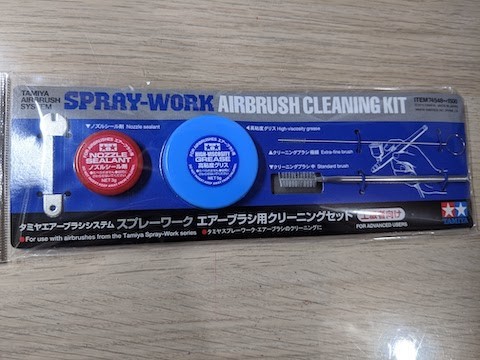 TAMIYA
AIRBRUSH
SYSTEM
SPRAY-WORK AIRBRUSH CLEANING KIT
▼ノズルシール剤 Nozzle sealant
◀高粘度グリス High-viscosity grease
▲クリーニングブラシ極細 Extra-fine brush
▼クリーニングブラシ中 Standard brush
NOZZLE
SEALANT
ノズルシール剤
HIGH-VISCOSITY
GREASE
高粘度グリス
タミヤエアーブラシシステム スプレーワーク エアーブラシ用クリーニングセット 上級者向け
●For use with airbrushes from the Tamiya Spray-Work series
●タミヤスプレーワーク・エアーブラシのクリーニングに
FOR ADVANCED USERS
TAMIYA